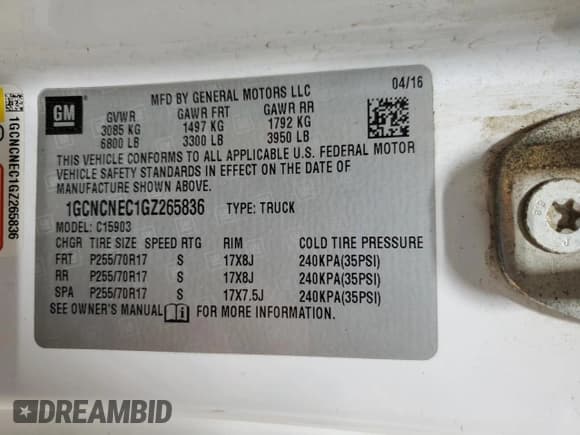 GM
MFD BY GENERAL MOTORS LLC
04/16
GVWR GAWR FRT GAWR RR
3085 KG 1497 KG 1792 KG
6800 LB 3300 LB 3950 LB
THIS VEHICLE CONFORMS TO ALL APPLICABLE U.S. FEDERAL MOTOR
VEHICLE SAFETY STANDARDS IN EFFECT ON THE DATE OF
MANUFACTURE SHOWN ABOVE.
1GCNCNEC1GZ265836 TYPE: TRUCK
MODEL: C15903
CHGR TIRE SIZE SPEED RTG RIM COLD TIRE PRESSURE
FRT P255/70R17 S 17X8J 240KPA(35PSI)
RR P255/70R17 S 17X8J 240KPA(35PSI)
SPA P255/70R17 S 17X7.5J 240KPA(35PSI)
SEE OWNER'S MANUAL FOR MORE INFORMATION.
1GCNCNEC1GZ265836
DREAMBID